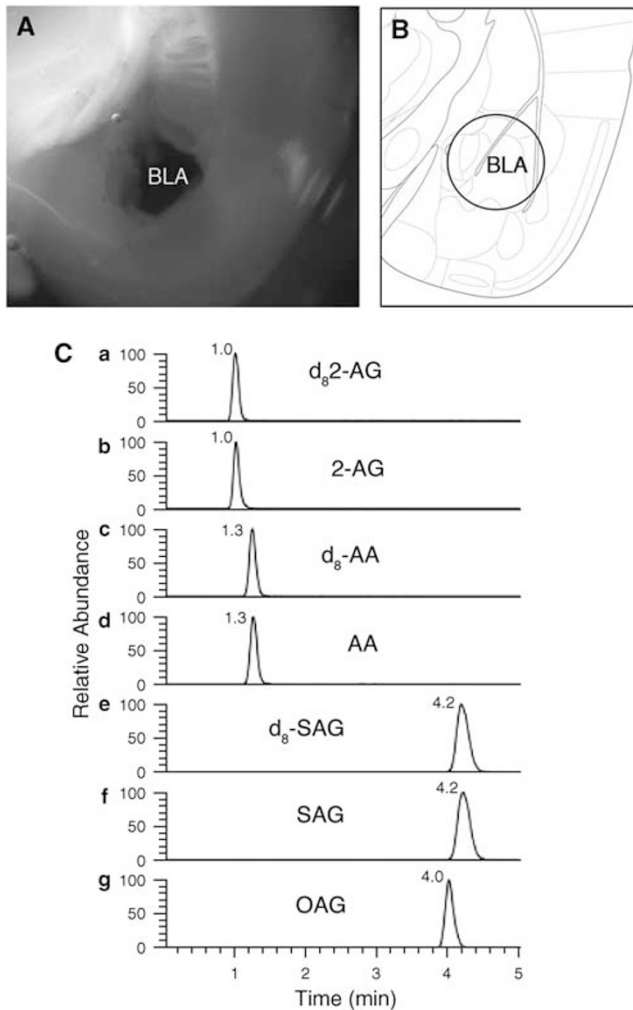 A
BLA
B
BLA
C
a 100 50 0 1.0 d₈2-AG
b 100 50 0 1.0 2-AG
c 100 50 0 1.3 d₈-AA
d 100 50 0 1.3 AA
e 100 50 0 4.2 d₈-SAG
f 100 50 0 4.2 SAG
g 100 50 0 4.0 OAG
Relative Abundance
1 2 3 4 5
Time (min)